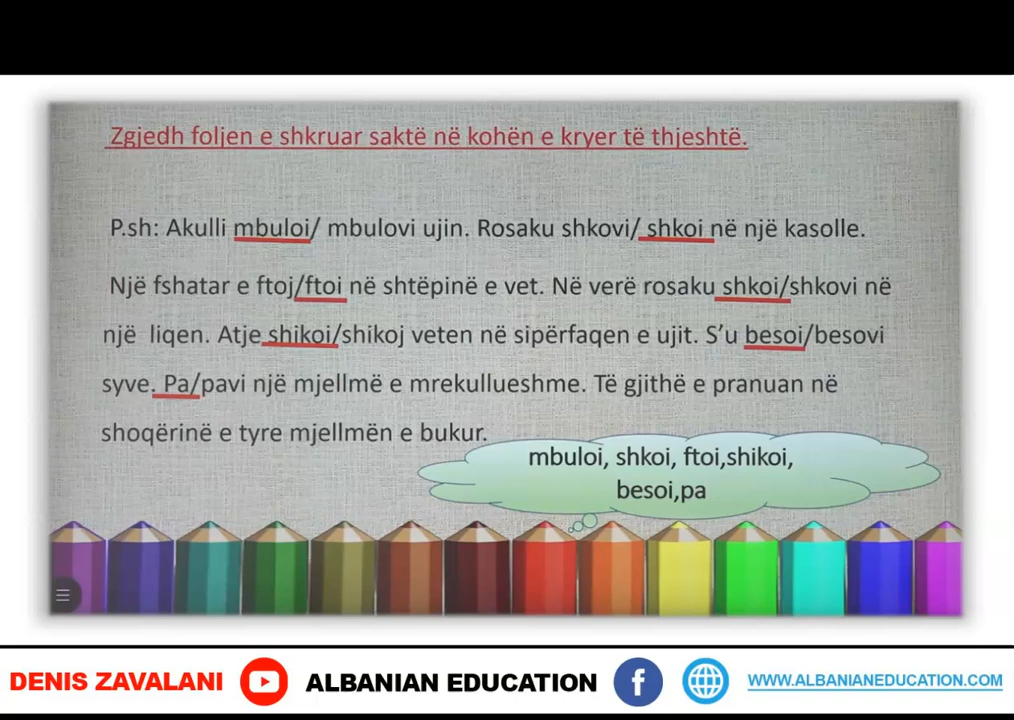 Zgjedh foljen e shkruar saktë në kohën e kryer të thjeshtë.
P.sh: Akulli mbuloi/ mbulovi ujin. Rosaku shkovi/ shkoi në një kasolle.
Një fshatar e ftoj/ftoi në shtëpinë e vet. Në verë rosaku shkoi/shkovi në
një liqen. Atje shikoi/shikoj veten në sipërfaqen e ujit. S’u besoi/besovi
syve. Pa/pavi një mjellmë e mrekullueshme. Të gjithë e pranuan në
shoqërinë e tyre mjellmën e bukur.
mbuloi, shkoi, ftoi,shikoi,
besoi,pa
DENIS ZAVALANI ALBANIAN EDUCATION f WWW.ALBANIANEDUCATION.COM